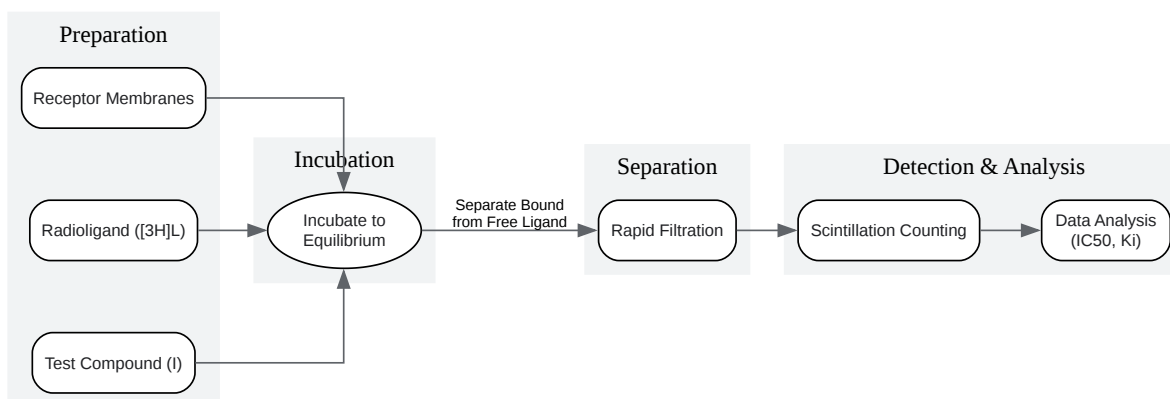 Preparation
Receptor Membranes
Radioligand ([3H]L)
Test Compound (I)
Incubation
Incubate to
Equilibrium
Separate Bound
from Free Ligand
Separation
Rapid Filtration
Detection & Analysis
Scintillation Counting
Data Analysis
(IC50, Ki)